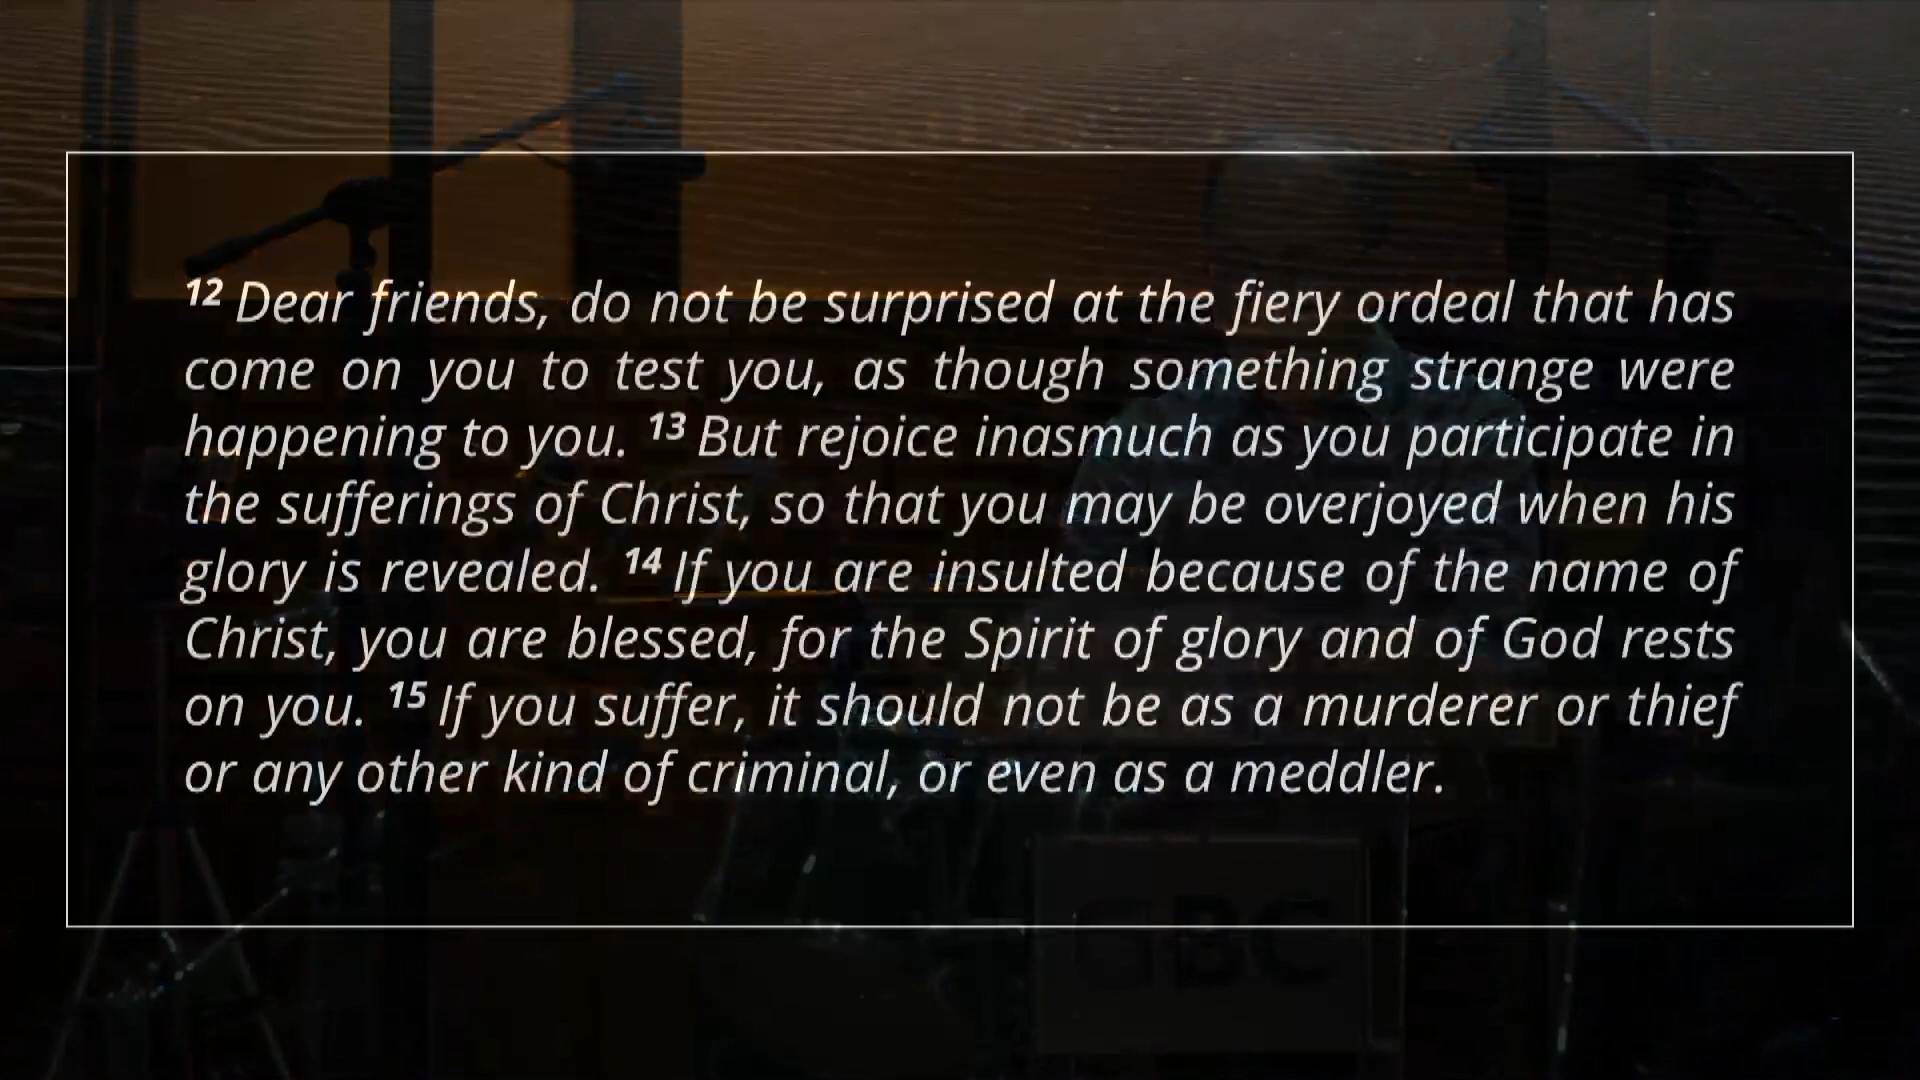 12 Dear friends, do not be surprised at the fiery ordeal that has
come on you to test you, as though something strange were
happening to you. 13 But rejoice inasmuch as you participate in
the sufferings of Christ, so that you may be overjoyed when his
glory is revealed. 14 If you are insulted because of the name of
Christ, you are blessed, for the Spirit of glory and of God rests
on you. 15 If you suffer, it should not be as a murderer or thief
or any other kind of criminal, or even as a meddler.